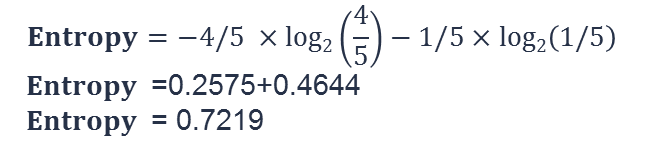 Entropy = −4/5 × log₂(4/5) − 1/5 × log₂(1/5)
Entropy =0.2575+0.4644
Entropy = 0.7219